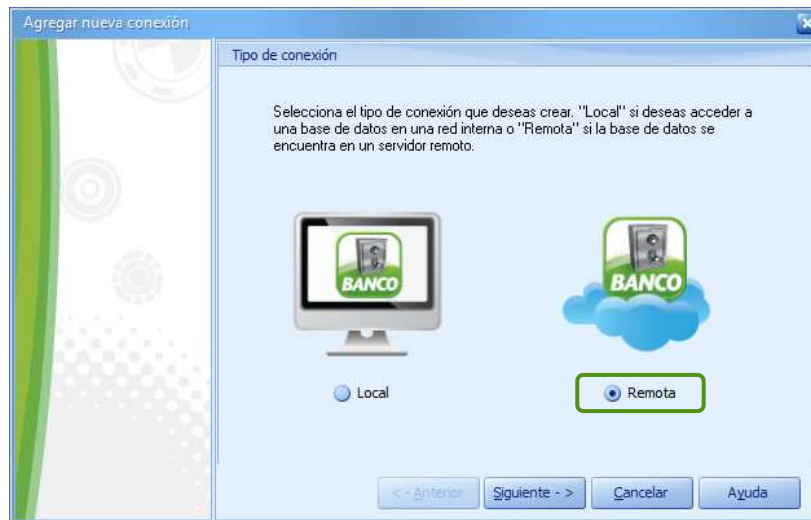 Agregar nueva conexión
Tipo de conexión
Selecciona el tipo de conexión que deseas crear. "Local" si deseas acceder a
una base de datos en una red interna o "Remota" si la base de datos se
encuentra en un servidor remoto.
BANCO
BANCO
Local
Remota
< - Anterior
Siguiente - >
Cancelar
Ayuda